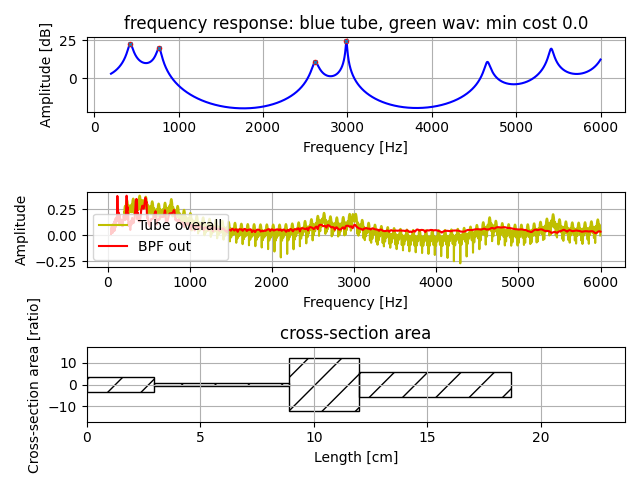 frequency response: blue tube, green wav: min cost 0.0
Amplitude [dB]
25
0
0 1000 2000 3000 4000 5000 6000
Frequency [Hz]
Amplitude
0.25
0.00
−0.25
Tube overall
BPF out
0 1000 2000 3000 4000 5000 6000
Frequency [Hz]
cross-section area
Cross-section area [ratio]
10
0
−10
0 5 10 15 20
Length [cm]